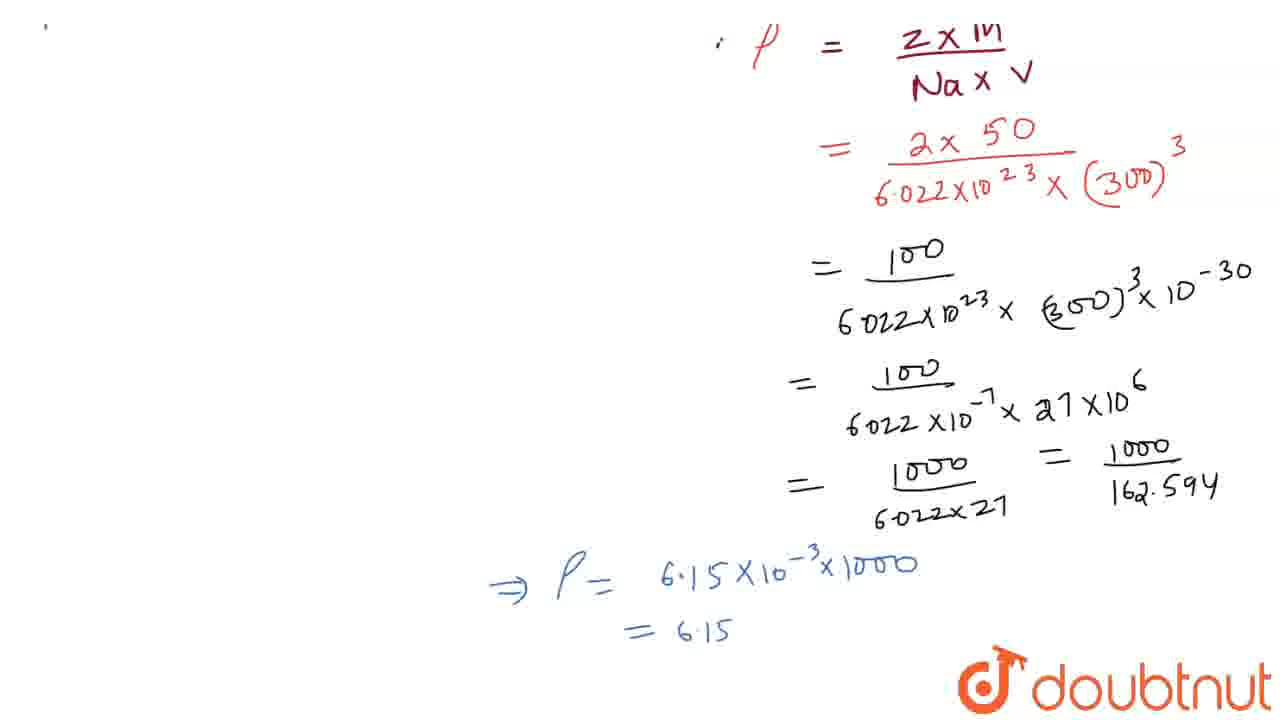 ρ = Z × M / Na × V
= 2 × 50 / 6.022 × 10^23 × (300)^3
= 100 / 6.022 × 10^23 × (300)^3 × 10^-30
= 100 / 6.022 × 10^-7 × 27 × 10^6
= 1000 / 6.022 × 27 = 1000 / 162.594
⇒ ρ = 6.15 × 10^-3 × 1000
= 6.15
doubtnut